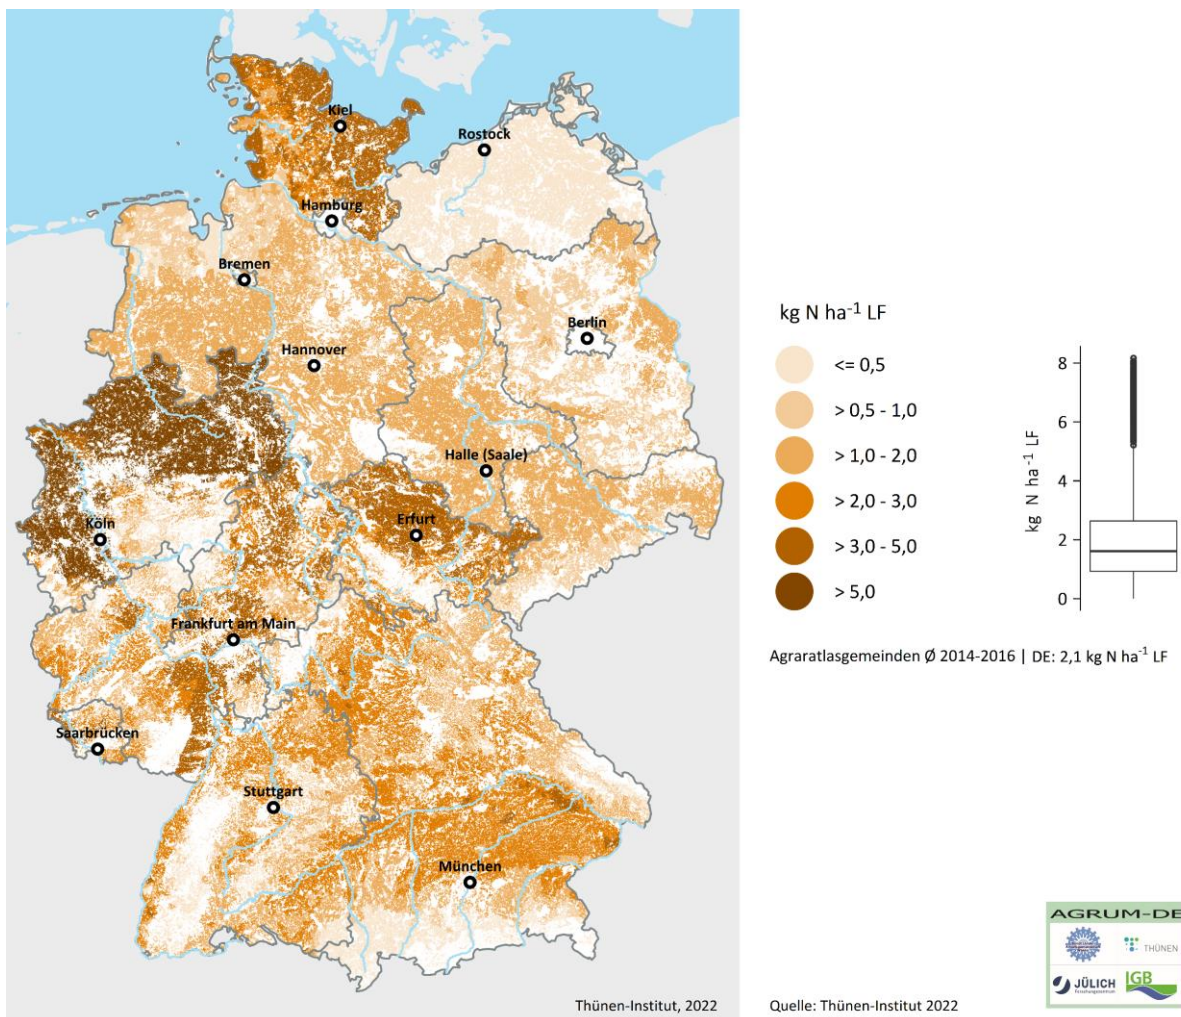 Kiel
Rostock
Hamburg
Bremen
Berlin
Hannover
Halle (Saale)
Köln
Erfurt
Frankfurt am Main
Saarbrücken
Stuttgart
München
Thünen-Institut, 2022
kg N ha⁻¹ LF
<= 0,5
> 0,5 - 1,0
> 1,0 - 2,0
> 2,0 - 3,0
> 3,0 - 5,0
> 5,0
kg N ha⁻¹ LF
8
6
4
2
0
Agraratlasgemeinden Ø 2014-2016 | DE: 2,1 kg N ha⁻¹ LF
Quelle: Thünen-Institut 2022
AGRUM-DE
THÜNEN
JÜLICH
Forschungszentrum
IGB